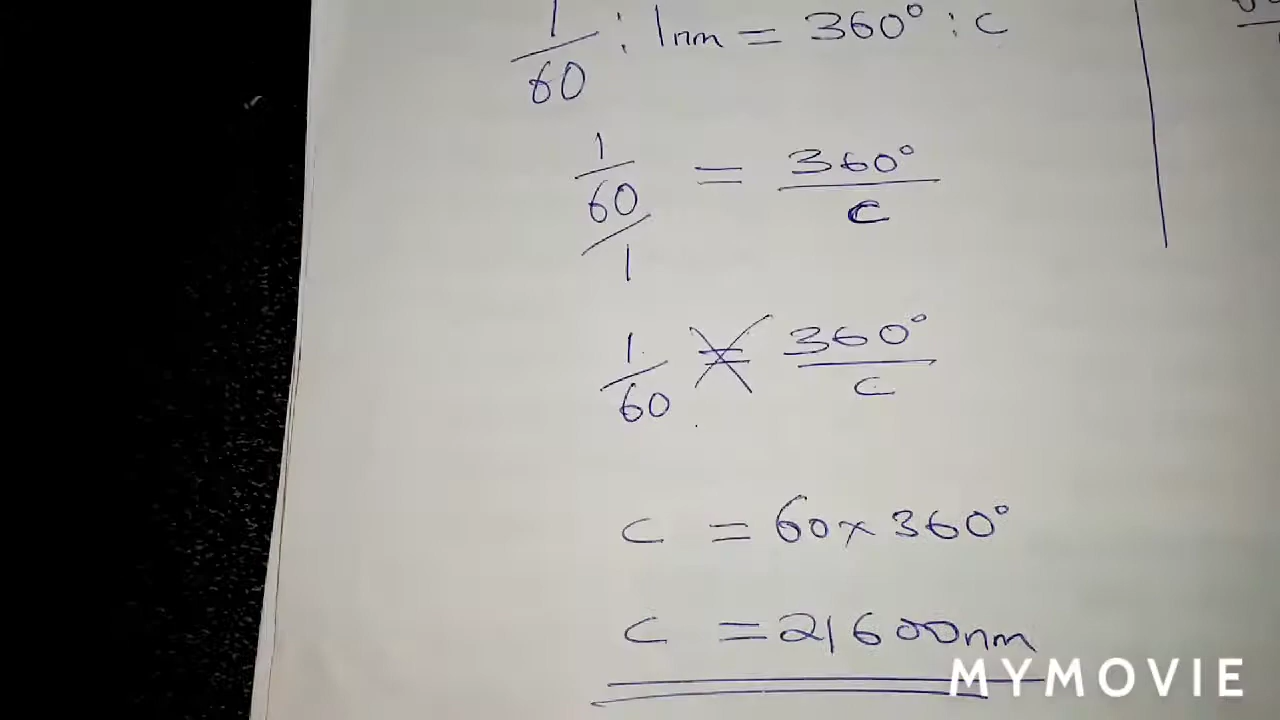 1/60 : 1nm = 360° : c
1/60/1 = 360°/c
1/60 = 360°/c
c = 60 × 360°
c = 21600nm
MYMOVIE